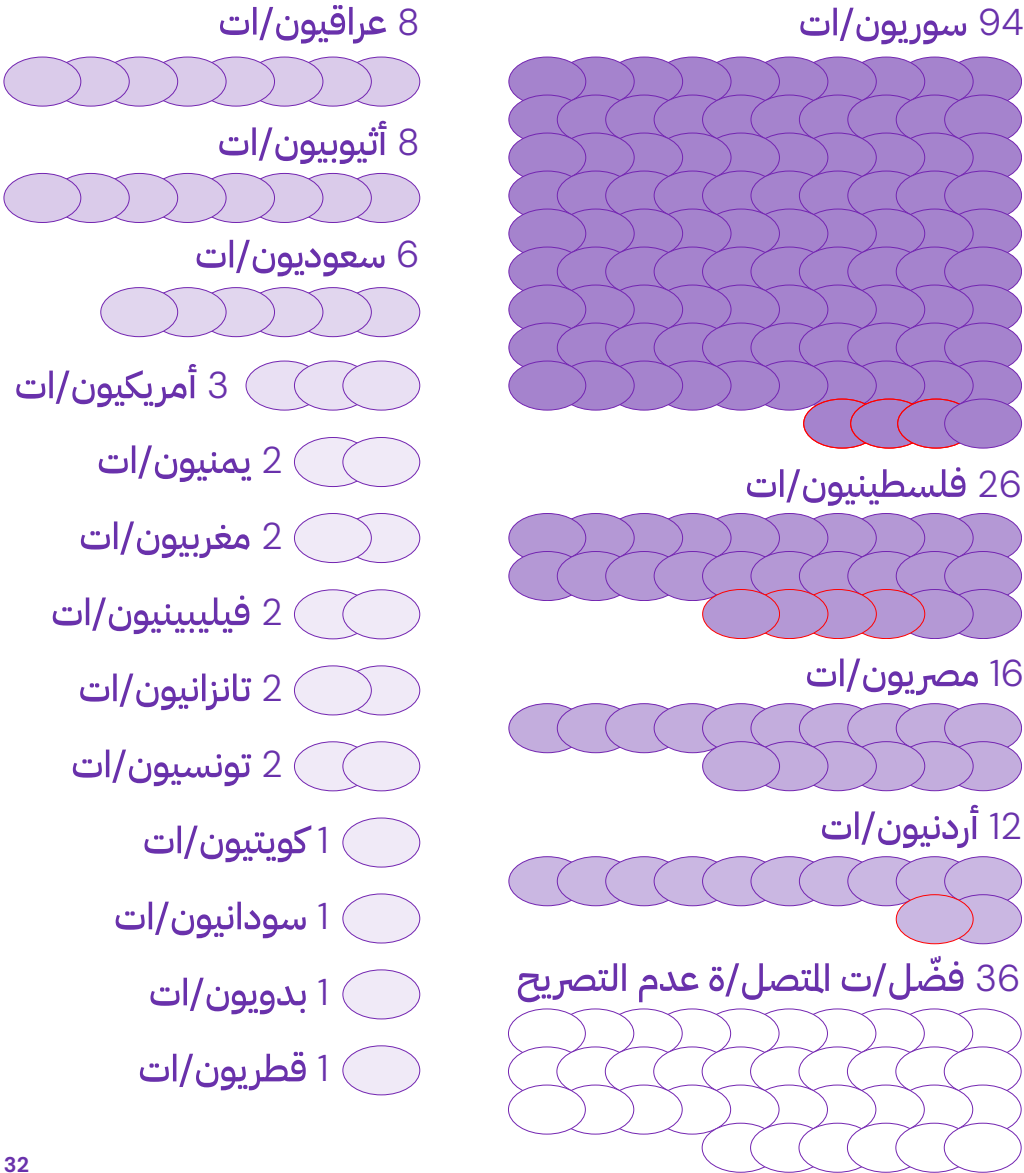 94 سوريون/ات
26 فلسطينيون/ات
16 مصريون/ات
12 أردنيون/ات
36 فضّل/ت المتصل/ة عدم التصريح
8 عراقيون/ات
8 أثيوبيون/ات
6 سعوديون/ات
3 أمريكيون/ات
2 يمنيون/ات
2 مغربيون/ات
2 فيليبينيون/ات
2 تانزانيون/ات
2 تونسيون/ات
1 كويتيون/ات
1 سودانيون/ات
1 بدويون/ات
1 قطريون/ات
32